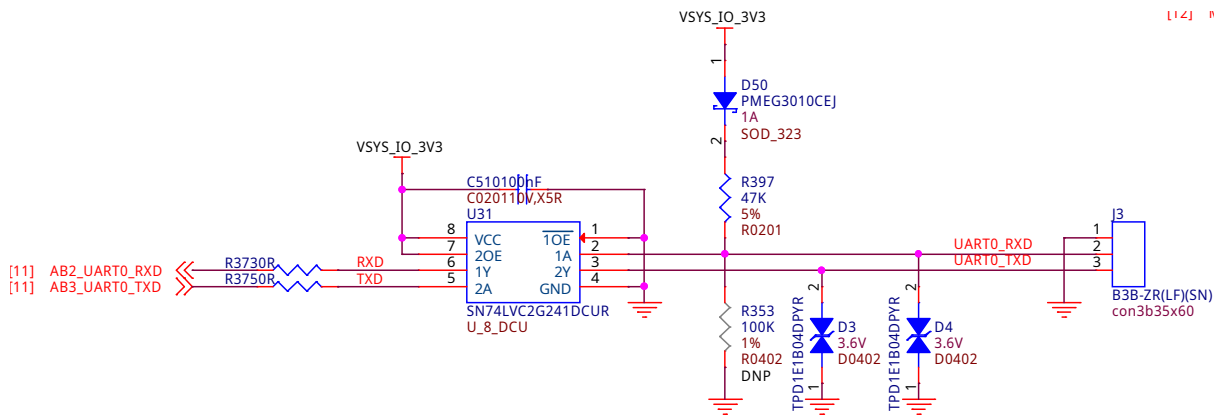 [12]
VSYS_IO_3V3
1
D50
PMEG3010CEJ
1A
SOD_323
2
VSYS_IO_3V3
C510100nF
C020110V,X5R
U31
R397
47K
5%
R0201
8 VCC 1OE 1
7 2OE 1A 2
6 1Y 2Y 3
5 2A GND 4
SN74LVC2G241DCUR
U_8_DCU
[11] AB2_UART0_RXD R3730R RXD
[11] AB3_UART0_TXD R3750R TXD
J3
1
UART0_RXD 2
UART0_TXD 3
B3B-ZR(LF)(SN)
con3b35x60
R353
100K
1%
R0402
DNP
TPD1E1B04DPYR
2
D3
3.6V
D0402
1
TPD1E1B04DPYR
2
D4
3.6V
D0402
1